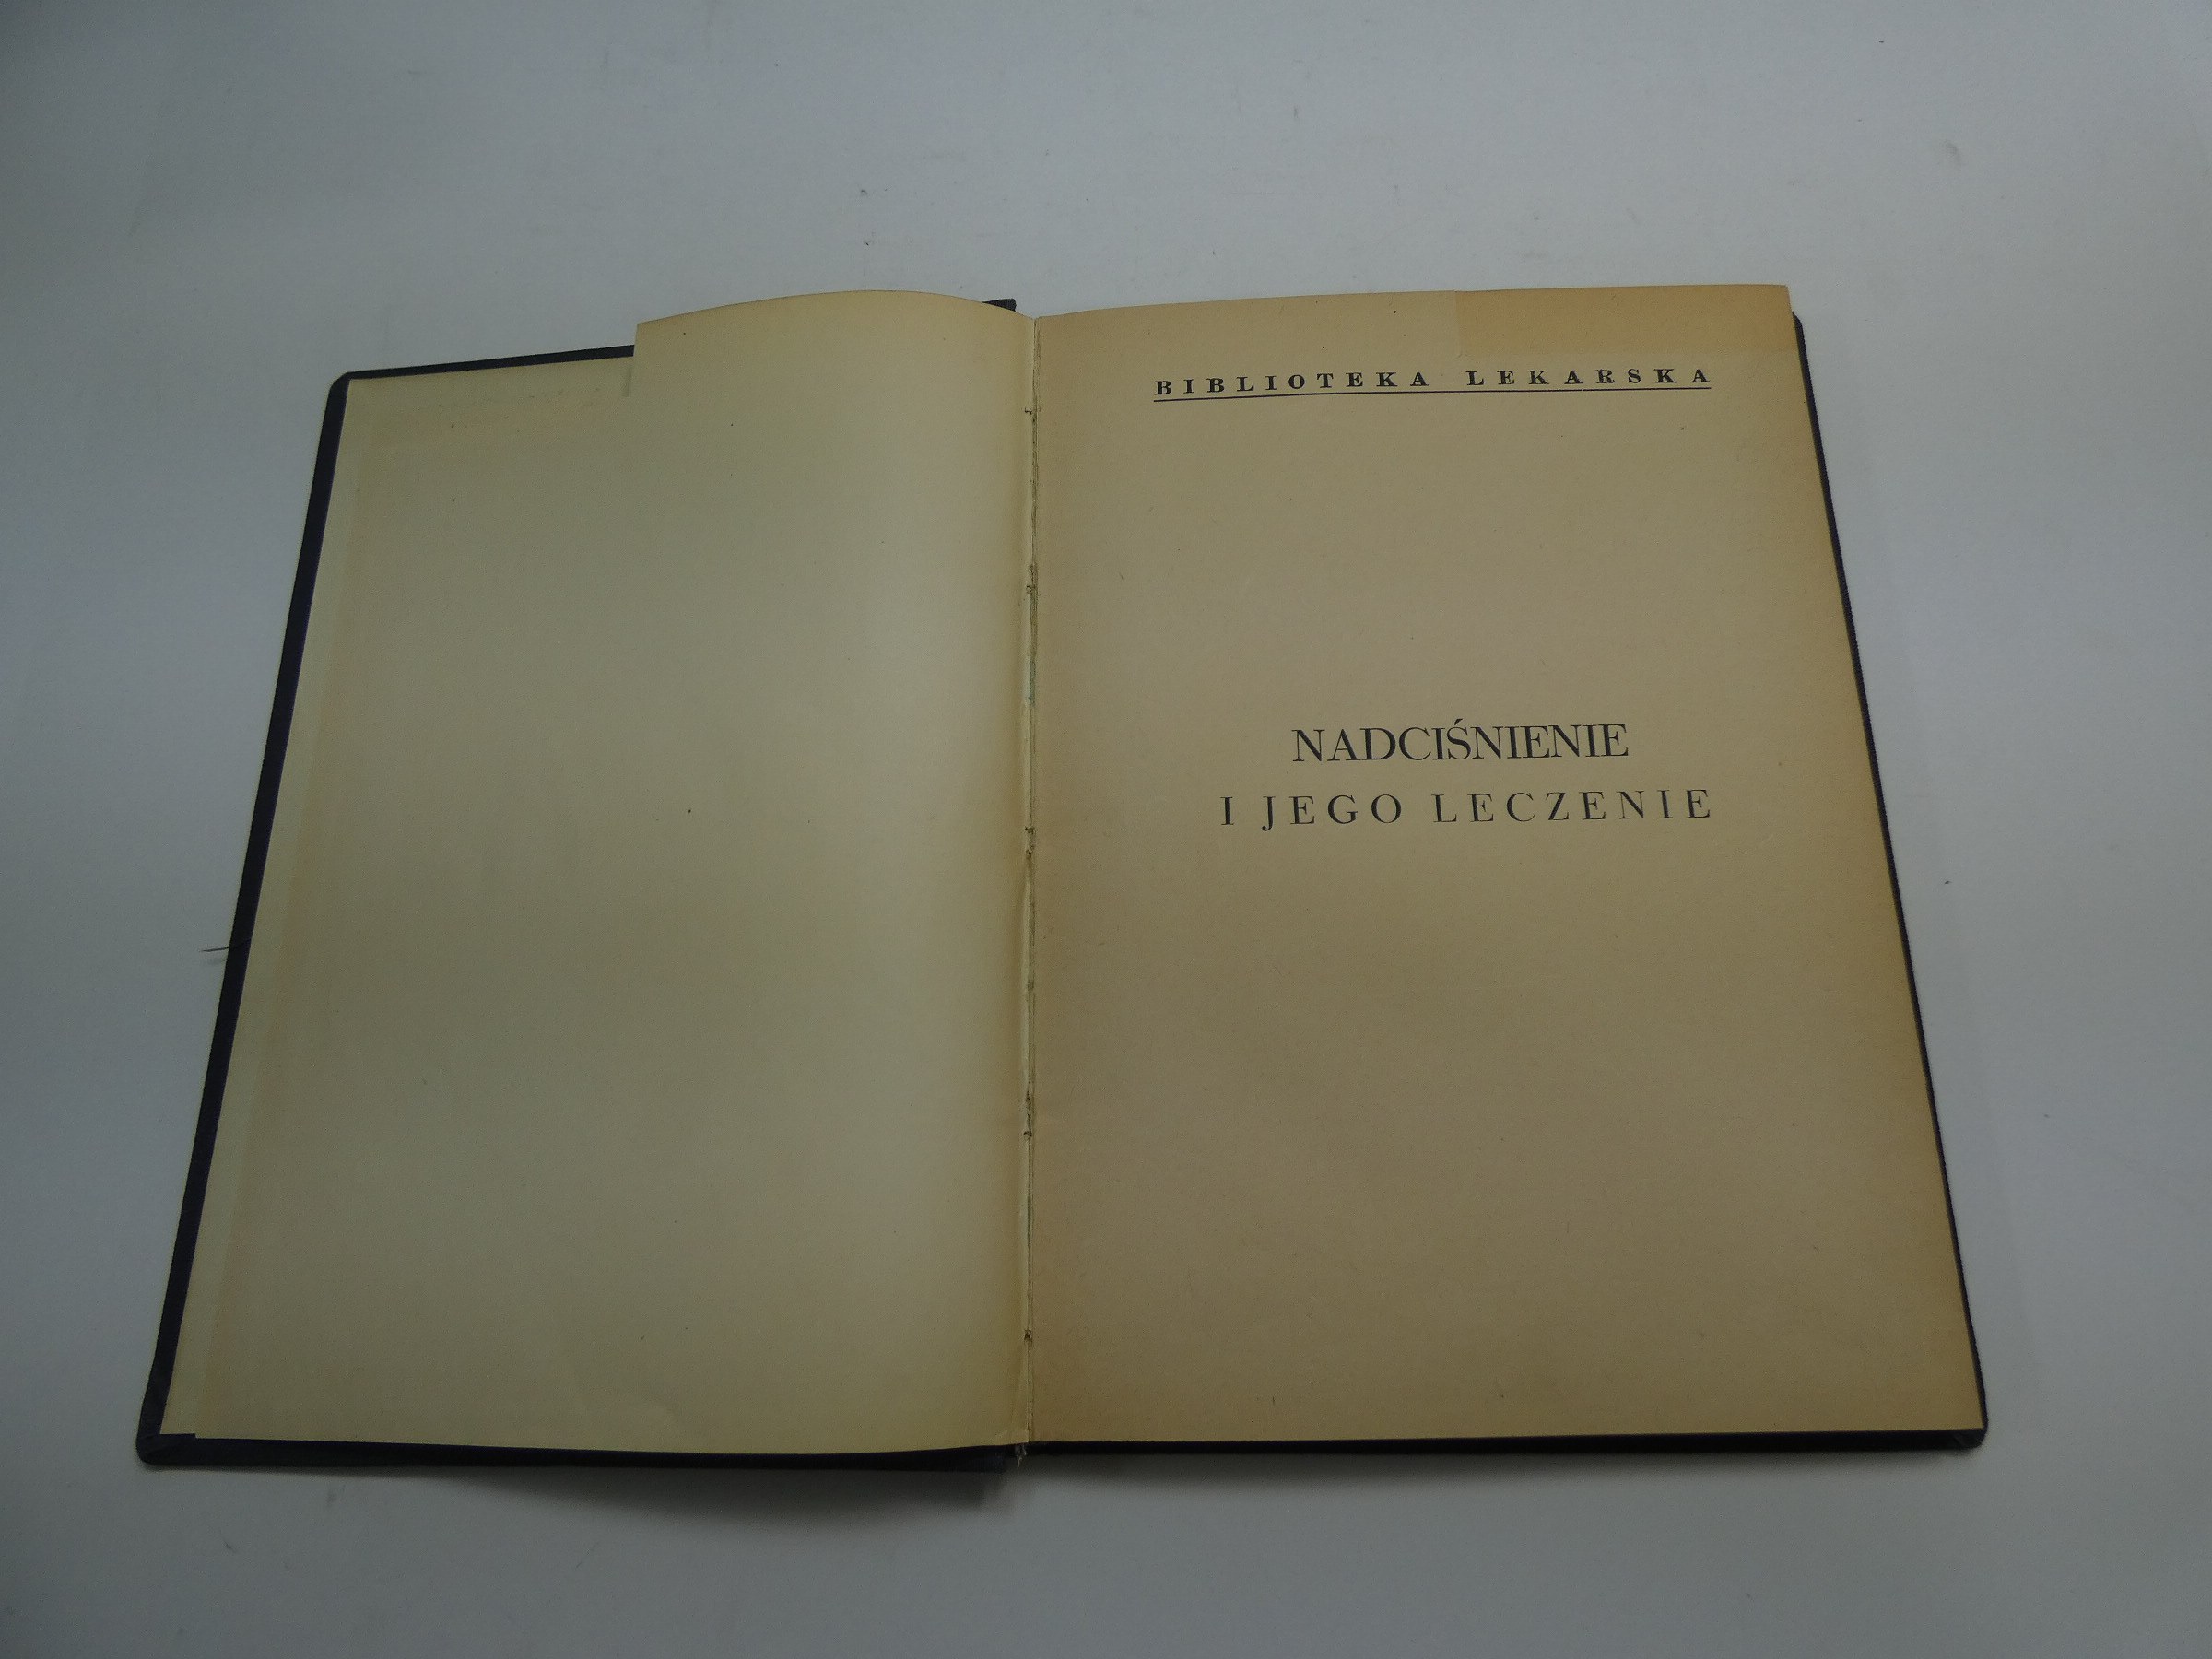 BIBLIOTEKA LEKARSKA
NADCIŚNIENIE
I JEGO LECZENIE